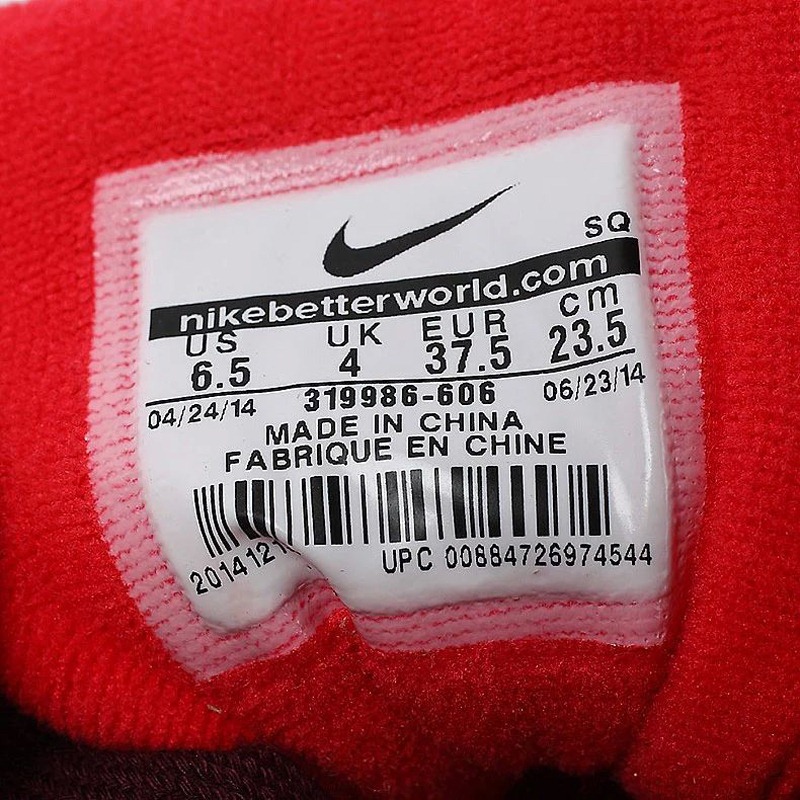 SQ
nikebetterworld.com
US UK EUR cm
6.5 4 37.5 23.5
04/24/14 319986-606 06/23/14
MADE IN CHINA
FABRIQUE EN CHINE
UPC 00884726974544